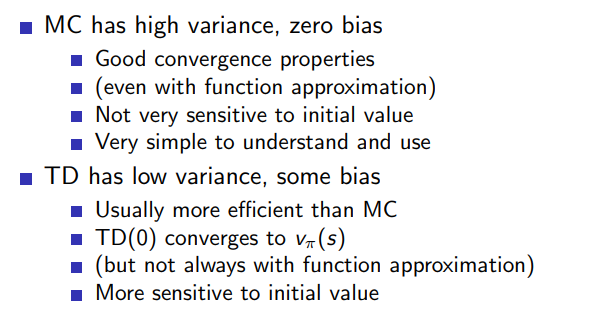 MC has high variance, zero bias
Good convergence properties
(even with function approximation)
Not very sensitive to initial value
Very simple to understand and use
TD has low variance, some bias
Usually more efficient than MC
TD(0) converges to vπ(s)
(but not always with function approximation)
More sensitive to initial value